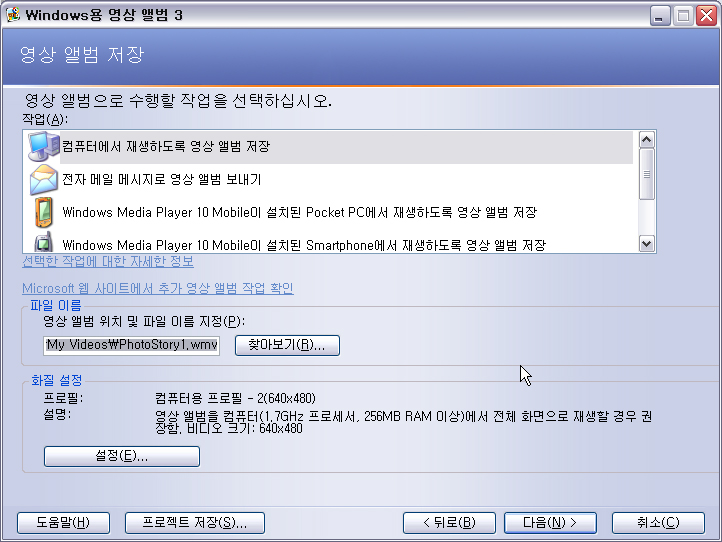 Windows용 영상 앨범 3
영상 앨범 저장
영상 앨범으로 수행할 작업을 선택하십시오.
작업(A):
컴퓨터에서 재생하도록 영상 앨범 저장
전자 메일 메시지로 영상 앨범 보내기
Windows Media Player 10 Mobile이 설치된 Pocket PC에서 재생하도록 영상 앨범 저장
Windows Media Player 10 Mobile이 설치된 Smartphone에서 재생하도록 영상 앨범 저장
선택한 작업에 대한 자세한 정보
Microsoft 웹 사이트에서 추가 영상 앨범 작업 확인
파일 이름
영상 앨범 위치 및 파일 이름 지정(P):
My Videos₩PhotoStory1.wmv
찾아보기(R)...
화질 설정
프로필: 컴퓨터용 프로필 - 2(640x480)
설명: 영상 앨범을 컴퓨터(1.7GHz 프로세서, 256MB RAM 이상)에서 전체 화면으로 재생할 경우 권
장함. 비디오 크기: 640x480
설정(E)...
도움말(H) 프로젝트 저장(S)... < 뒤로(B) 다음(N) > 취소(C)